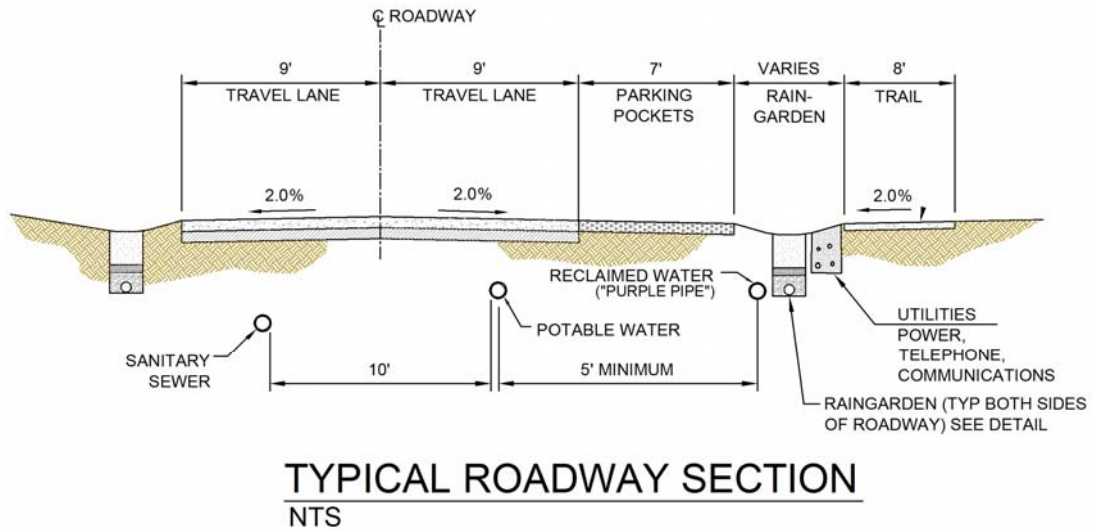 ℄ ROADWAY
9'
TRAVEL LANE
9'
TRAVEL LANE
7'
PARKING
POCKETS
VARIES
RAIN-
GARDEN
8'
TRAIL
2.0%
2.0%
2.0%
RECLAIMED WATER
("PURPLE PIPE")
POTABLE WATER
SANITARY
SEWER
10'
5' MINIMUM
UTILITIES
POWER,
TELEPHONE,
COMMUNICATIONS
RAINGARDEN (TYP BOTH SIDES
OF ROADWAY) SEE DETAIL
TYPICAL ROADWAY SECTION
NTS